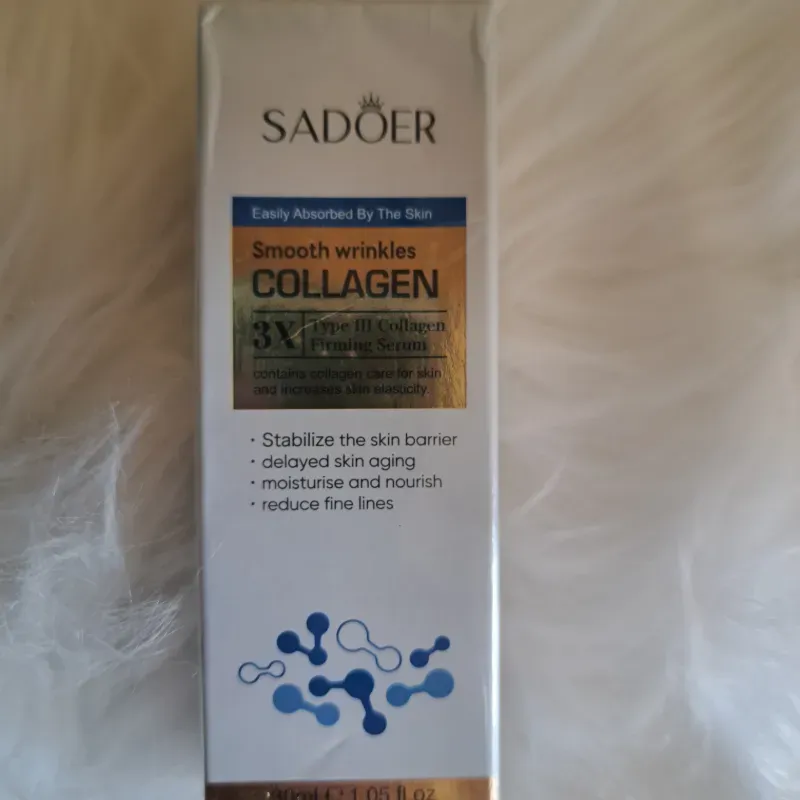 SADOER
Easily Absorbed By The Skin
Smooth wrinkles
COLLAGEN
3X
Type III Collagen
Firming Serum
contains collagen care for skin
and increases skin elasticity.
· Stabilize the skin barrier
· delayed skin aging
· moisturise and nourish
· reduce fine lines
30ml ℮ 1.05 fl oz